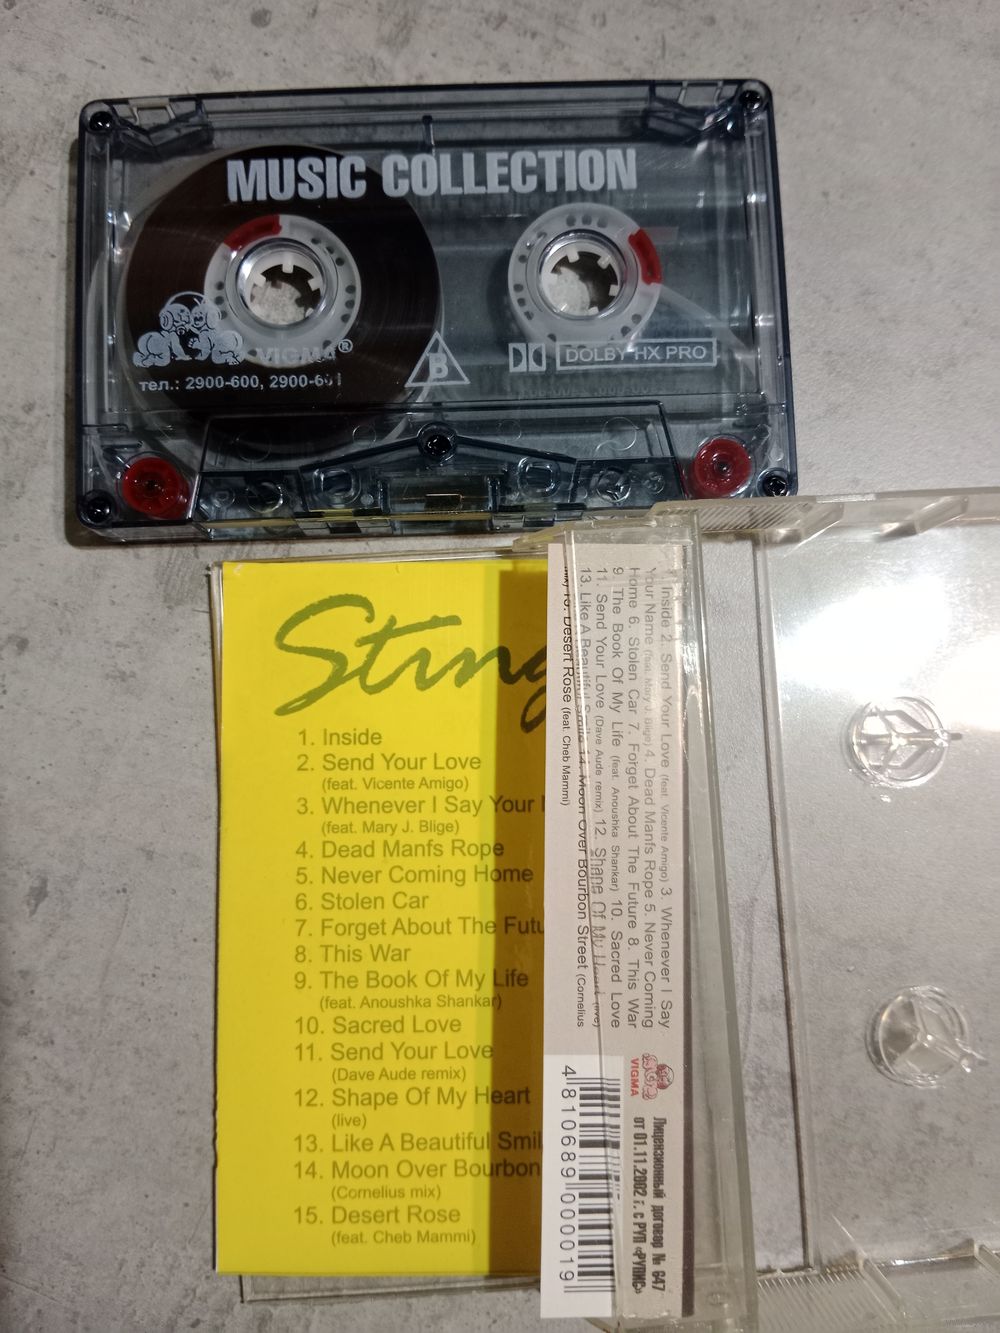 MUSIC COLLECTION
VIGMA®
тел.: 2900-600, 2900-601
B
DOLBY HX PRO
Sting
1. Inside
2. Send Your Love
(feat. Vicente Amigo)
3. Whenever I Say Your
(feat. Mary J. Blige)
4. Dead Manfs Rope
5. Never Coming Home
6. Stolen Car
7. Forget About The Futu
8. This War
9. The Book Of My Life
(feat. Anoushka Shankar)
10. Sacred Love
11. Send Your Love
(Dave Aude remix)
12. Shape Of My Heart
(live)
13. Like A Beautiful Smil
14. Moon Over Bourbon
(Cornelius mix)
15. Desert Rose
(feat. Cheb Mammi)
1. Inside 2. Send Your Love (feat. Vicente Amigo) 3. Whenever I Say
Your Name (feat. Mary J. Blige) 4. Dead Manfs Rope 5. Never Coming
Home 6. Stolen Car 7. Forget About The Future 8. This War
9. The Book Of My Life (feat. Anoushka Shankar) 10. Sacred Love
11. Send Your Love (Dave Aude remix) 12. Shape Of My Heart (live)
13. Like A Beautiful Smile 14. Moon Over Bourbon Street (Cornelius
mix) 15. Desert Rose (feat. Cheb Mammi)
VIGMA
Лицензионный договор № 647
от 01.11.2002 г. с РУП «РУПИС»
4 810689 000019